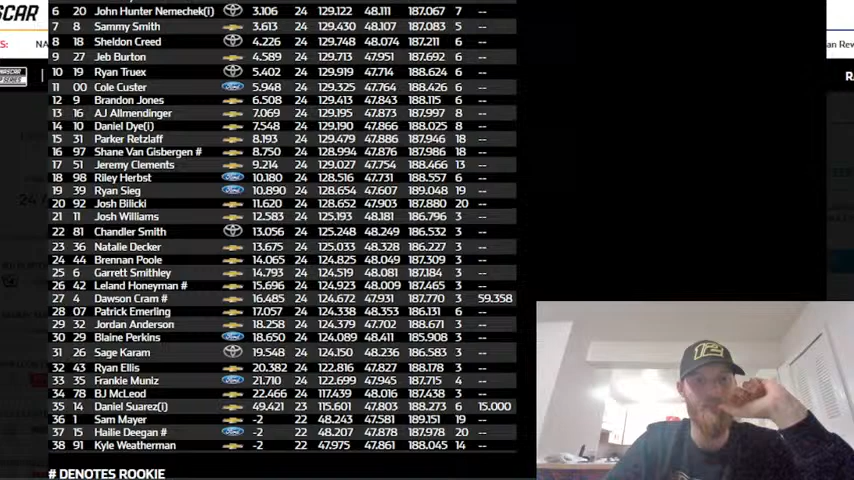 SCAR
6 20 John Hunter Nemechek(i) 3.106 24 129.122 48.111 187.067 7 --
7 8 Sammy Smith 3.613 24 129.430 48.107 187.083 5 --
S: NA
8 18 Sheldon Creed 4.226 24 129.748 48.074 187.211 6 --
an Rew
9 27 Jeb Burton 4.589 24 129.713 47.951 187.692 6 --
10 19 Ryan Truex 5.402 24 129.919 47.714 188.624 6 --
NASCAR
SERIES
R
11 00 Cole Custer 5.948 24 129.325 47.764 188.426 6 --
12 9 Brandon Jones 6.508 24 129.413 47.843 188.115 6 --
13 16 AJ Allmendinger 7.069 24 129.195 47.873 187.997 8 --
14 10 Daniel Dye(i) 7.548 24 129.190 47.866 188.025 8 --
15 31 Parker Retzlaff 8.193 24 129.479 47.886 187.946 18 --
16 97 Shane Van Gisbergen # 8.750 24 128.994 47.876 187.986 18 --
17 51 Jeremy Clements 9.214 24 129.027 47.754 188.466 13 --
18 98 Riley Herbst 10.180 24 128.516 47.731 188.557 6 --
19 39 Ryan Sieg 10.890 24 128.654 47.607 189.048 19 --
20 92 Josh Bilicki 11.620 24 128.652 47.903 187.880 20 --
21 11 Josh Williams 12.583 24 125.193 48.181 186.796 3 --
22 81 Chandler Smith 13.056 24 125.248 48.249 186.532 3 --
23 36 Natalie Decker 13.675 24 125.033 48.328 186.227 3 --
24 44 Brennan Poole 14.065 24 124.825 48.049 187.309 3 --
25 6 Garrett Smithley 14.793 24 124.519 48.081 187.184 3 --
26 42 Leland Honeyman # 15.696 24 124.923 48.009 187.465 3 --
27 4 Dawson Cram # 16.485 24 124.672 47.931 187.770 3 59.358
28 07 Patrick Emerling 17.057 24 124.338 48.353 186.131 6 --
29 32 Jordan Anderson 18.258 24 124.379 47.702 188.671 3 --
30 29 Blaine Perkins 18.650 24 124.089 48.411 185.908 3 --
31 26 Sage Karam 19.548 24 124.150 48.236 186.583 3 --
32 43 Ryan Ellis 20.382 24 122.816 47.827 188.178 3 --
33 35 Frankie Muniz 21.710 24 122.699 47.945 187.715 4 --
34 78 BJ McLeod 22.466 24 117.439 48.016 187.438 3 --
35 14 Daniel Suarez(i) 49.421 23 115.601 47.803 188.273 6 15.000
36 1 Sam Mayer -2 22 48.243 47.581 189.151 19 --
37 15 Hailie Deegan # -2 22 48.207 47.878 187.978 20 --
38 91 Kyle Weatherman -2 22 47.975 47.861 188.045 14 --
# DENOTES ROOKIE